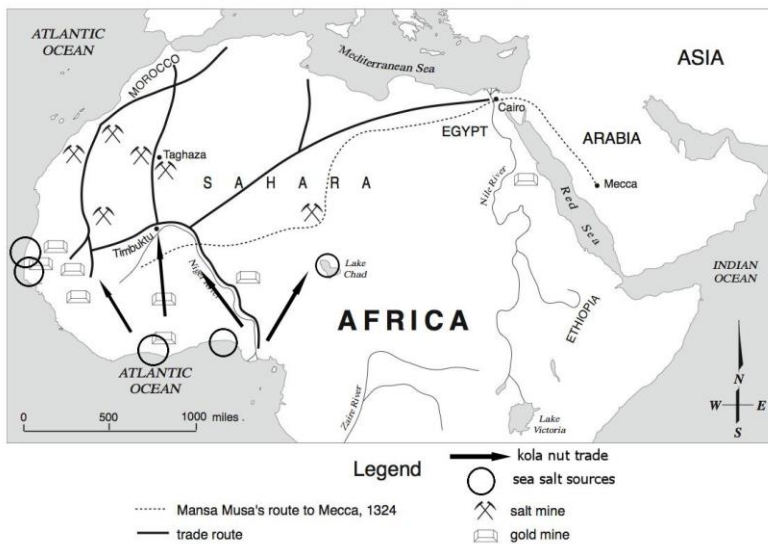 ATLANTIC
OCEAN
MOROCCO
Mediterranean Sea
ASIA
Taghaza
Cairo
EGYPT
ARABIA
SAHARA
Nile River
Red Sea
Mecca
Timbuktu
Niger River
Lake
Chad
INDIAN
OCEAN
AFRICA
ETHIOPIA
ATLANTIC
OCEAN
Zaire River
Lake
Victoria
N
W E
S
0 500 1000 miles .
Legend
kola nut trade
sea salt sources
Mansa Musa's route to Mecca, 1324
salt mine
trade route
gold mine